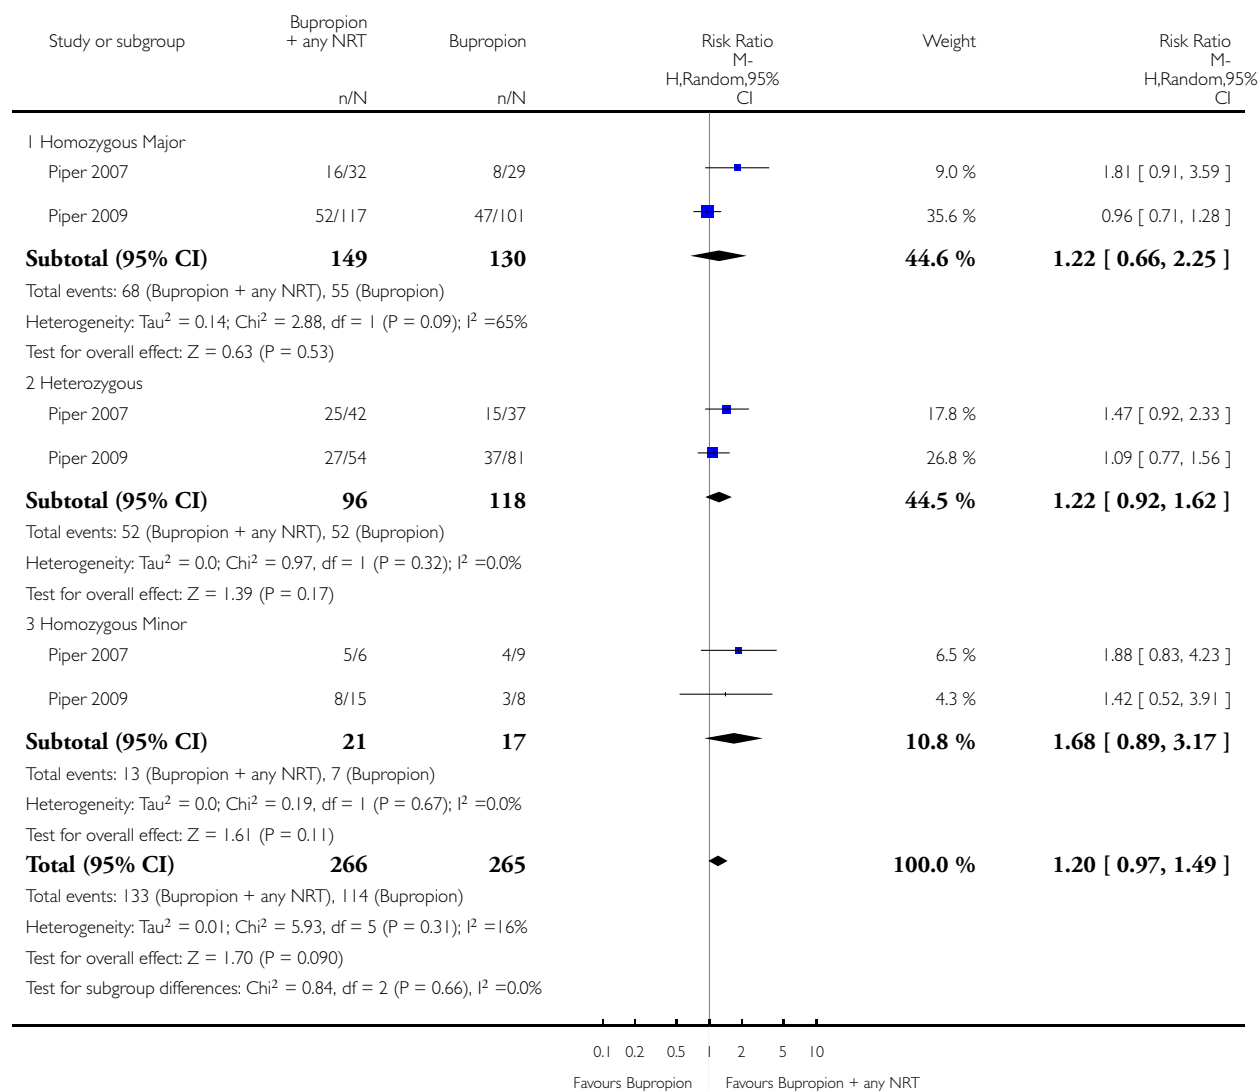 Study or subgroup Bupropion + any NRT Bupropion Risk Ratio Weight Risk Ratio
M-H,Random,95% CI M-H,Random,95% CI
n/N n/N
1 Homozygous Major
Piper 2007 16/32 8/29 9.0 % 1.81 [ 0.91, 3.59 ]
Piper 2009 52/117 47/101 35.6 % 0.96 [ 0.71, 1.28 ]
Subtotal (95% CI) 149 130 44.6 % 1.22 [ 0.66, 2.25 ]
Total events: 68 (Bupropion + any NRT), 55 (Bupropion)
Heterogeneity: Tau² = 0.14; Chi² = 2.88, df = 1 (P = 0.09); I² =65%
Test for overall effect: Z = 0.63 (P = 0.53)
2 Heterozygous
Piper 2007 25/42 15/37 17.8 % 1.47 [ 0.92, 2.33 ]
Piper 2009 27/54 37/81 26.8 % 1.09 [ 0.77, 1.56 ]
Subtotal (95% CI) 96 118 44.5 % 1.22 [ 0.92, 1.62 ]
Total events: 52 (Bupropion + any NRT), 52 (Bupropion)
Heterogeneity: Tau² = 0.0; Chi² = 0.97, df = 1 (P = 0.32); I² =0.0%
Test for overall effect: Z = 1.39 (P = 0.17)
3 Homozygous Minor
Piper 2007 5/6 4/9 6.5 % 1.88 [ 0.83, 4.23 ]
Piper 2009 8/15 3/8 4.3 % 1.42 [ 0.52, 3.91 ]
Subtotal (95% CI) 21 17 10.8 % 1.68 [ 0.89, 3.17 ]
Total events: 13 (Bupropion + any NRT), 7 (Bupropion)
Heterogeneity: Tau² = 0.0; Chi² = 0.19, df = 1 (P = 0.67); I² =0.0%
Test for overall effect: Z = 1.61 (P = 0.11)
Total (95% CI) 266 265 100.0 % 1.20 [ 0.97, 1.49 ]
Total events: 133 (Bupropion + any NRT), 114 (Bupropion)
Heterogeneity: Tau² = 0.01; Chi² = 5.93, df = 5 (P = 0.31); I² =16%
Test for overall effect: Z = 1.70 (P = 0.090)
Test for subgroup differences: Chi² = 0.84, df = 2 (P = 0.66), I² =0.0%
0.1 0.2 0.5 1 2 5 10
Favours Bupropion Favours Bupropion + any NRT